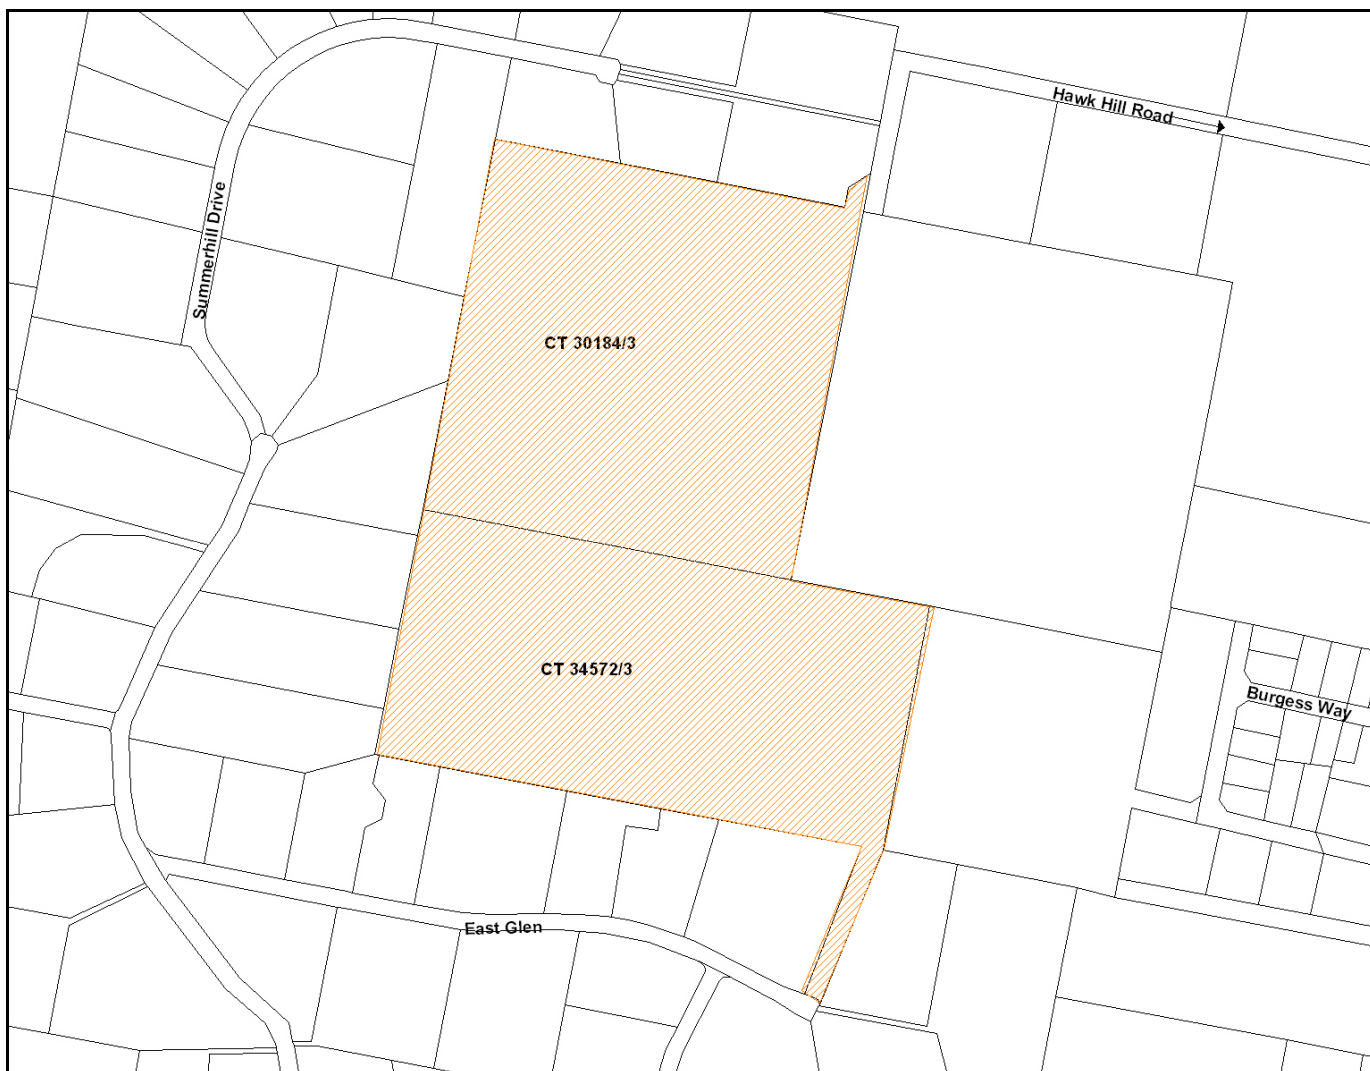 Hawk Hill Road
Summerhill Drive
CT 30184/3
CT 34572/3
Burgess Way
East Glen